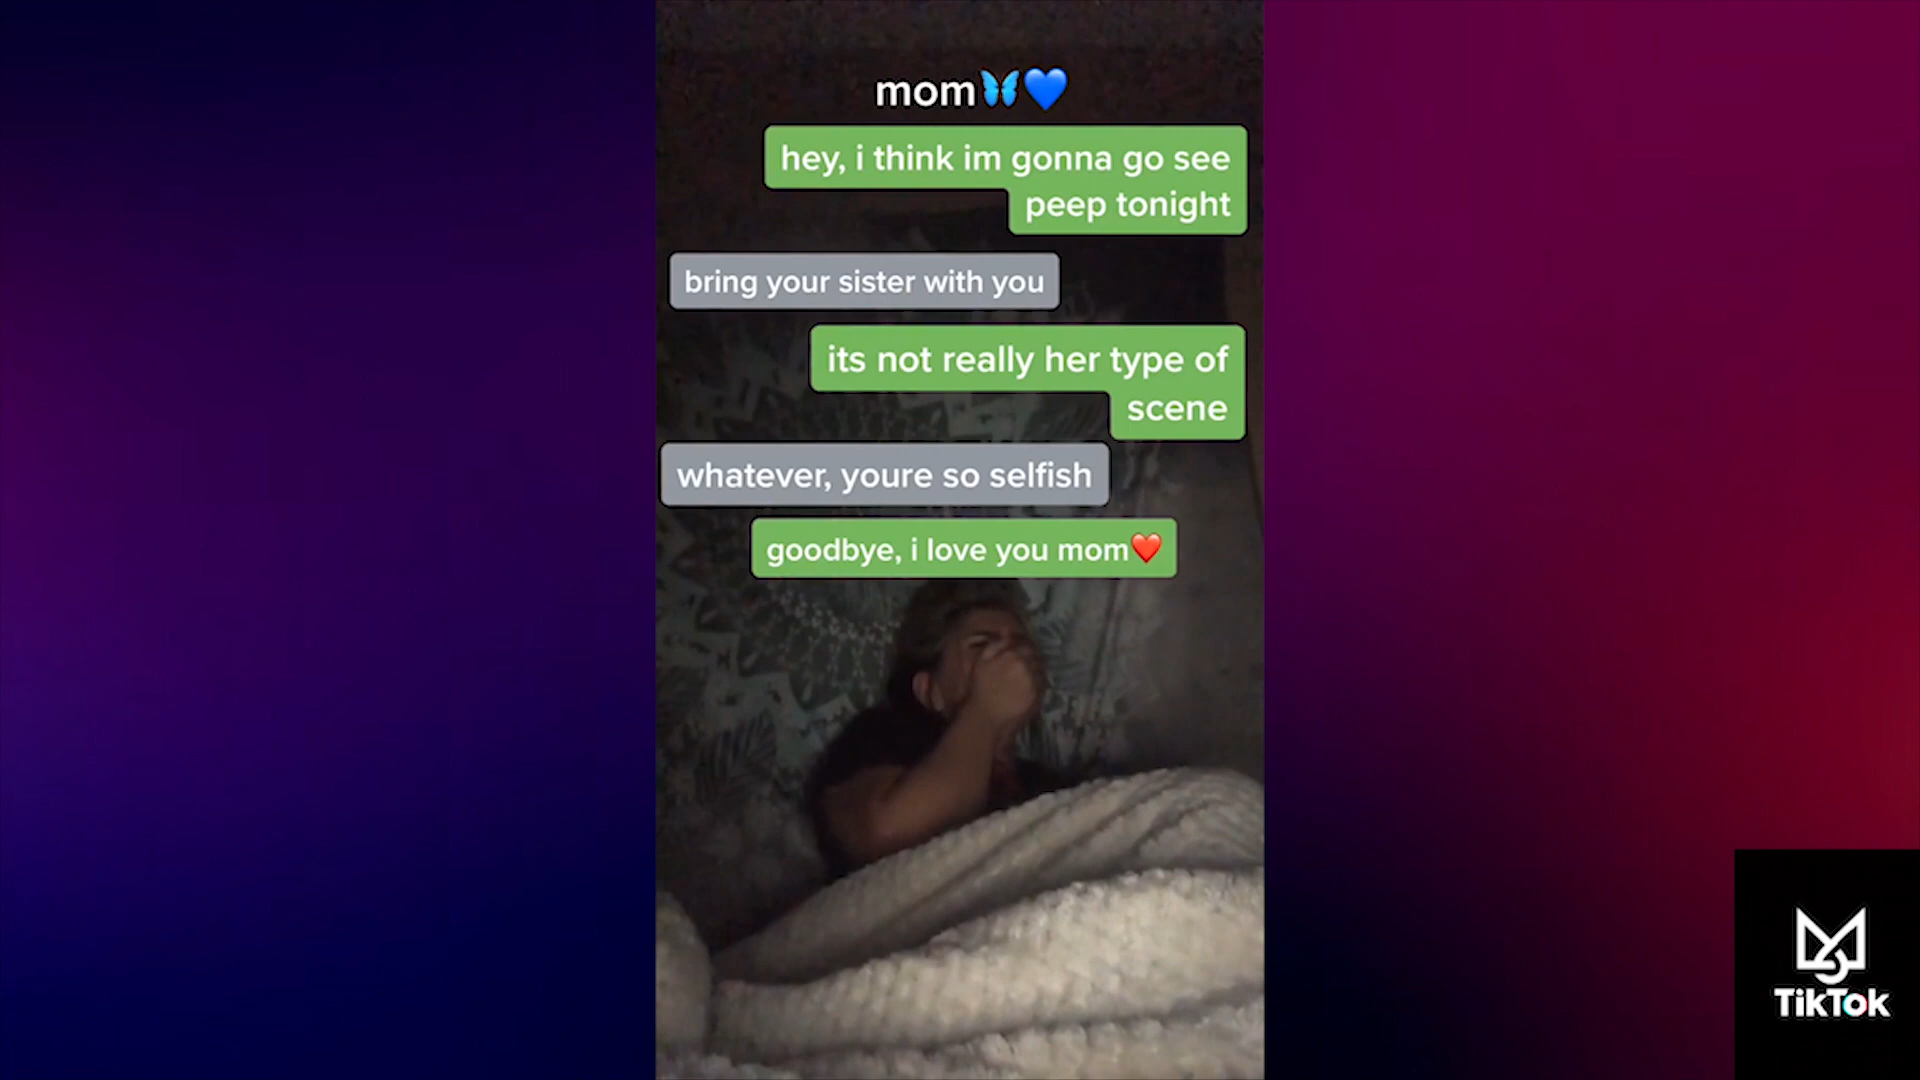 mom🦋💙
hey, i think im gonna go see
peep tonight
bring your sister with you
its not really her type of
scene
whatever, youre so selfish
goodbye, i love you mom❤️
TikTok